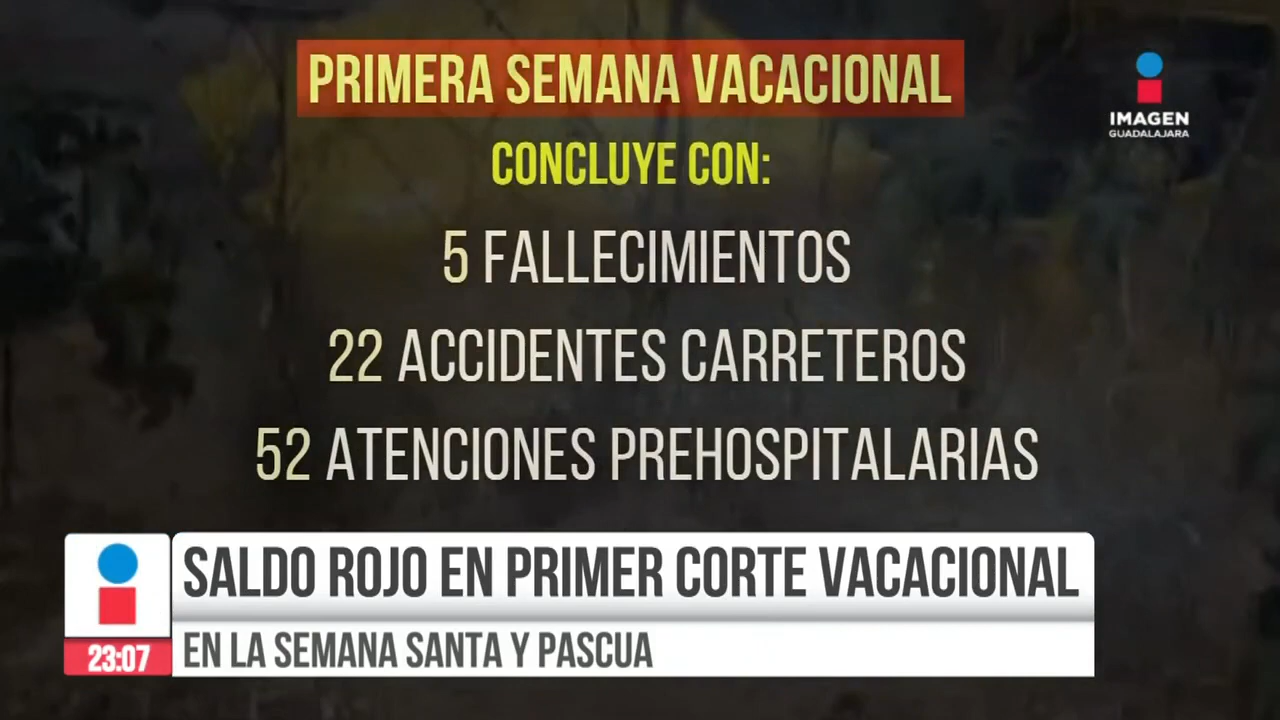 PRIMERA SEMANA VACACIONAL
IMAGEN
GUADALAJARA
CONCLUYE CON:
5 FALLECIMIENTOS
22 ACCIDENTES CARRETEROS
52 ATENCIONES PREHOSPITALARIAS
SALDO ROJO EN PRIMER CORTE VACACIONAL
23:07
EN LA SEMANA SANTA Y PASCUA